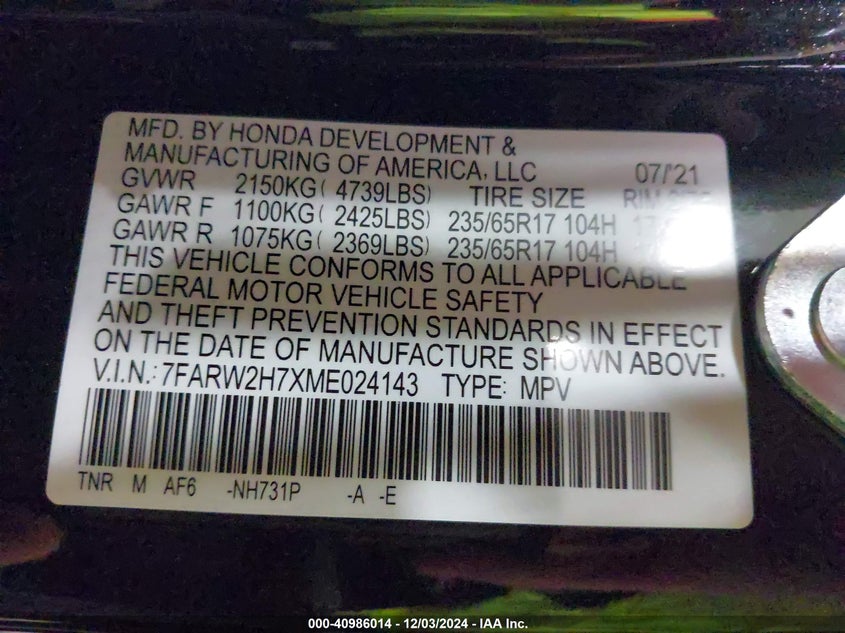 MFD. BY HONDA DEVELOPMENT &
MANUFACTURING OF AMERICA, LLC 07/'21
GVWR 2150KG( 4739LBS) TIRE SIZE RIM SIZE
GAWR F 1100KG( 2425LBS) 235/65R17 104H
GAWR R 1075KG( 2369LBS) 235/65R17 104H
THIS VEHICLE CONFORMS TO ALL APPLICABLE
FEDERAL MOTOR VEHICLE SAFETY
AND THEFT PREVENTION STANDARDS IN EFFECT
ON THE DATE OF MANUFACTURE SHOWN ABOVE.
V.I.N.: 7FARW2H7XME024143 TYPE: MPV
TNR M AF6 -NH731P -A -E
000-40986014 - 12/03/2024 - IAA Inc.